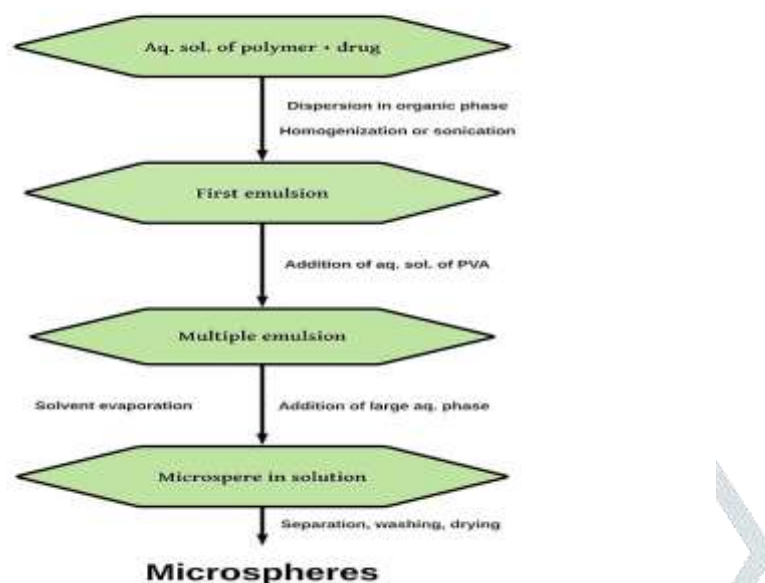 Aq. sol. of polymer + drug
Dispersion in organic phase
Homogenization or sonication
First emulsion
Addition of aq. sol. of PVA
Multiple emulsion
Solvent evaporation
Addition of large aq. phase
Microspere in solution
Separation, washing, drying
Microspheres